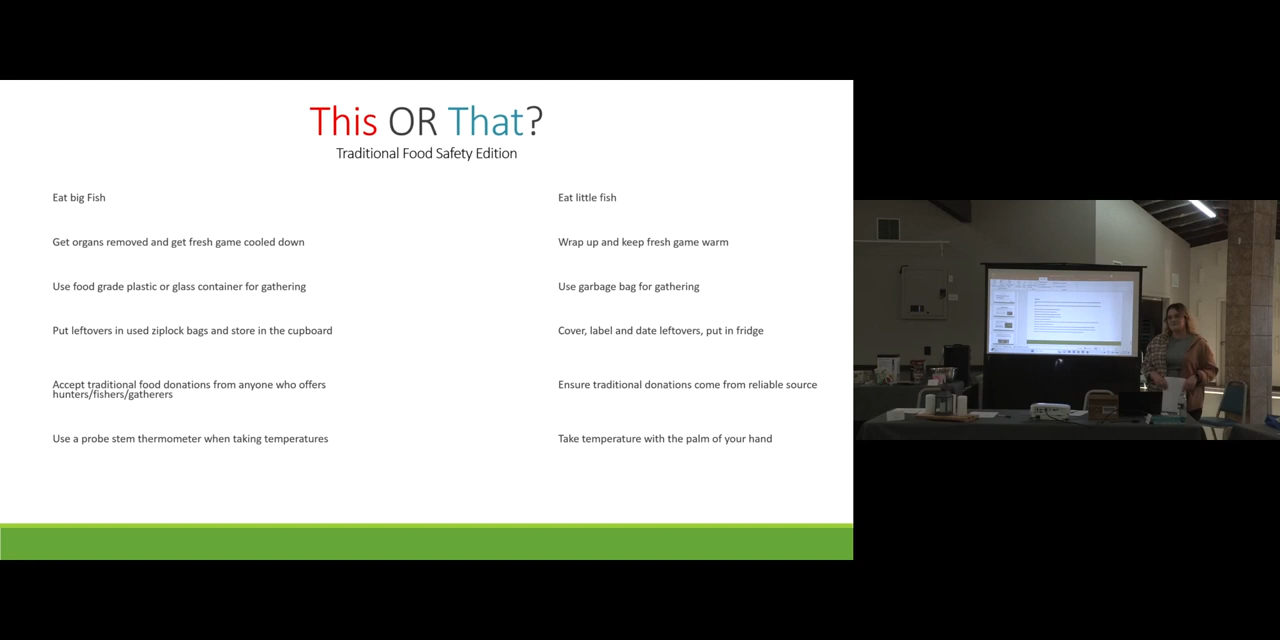 This OR That?
Traditional Food Safety Edition
Eat big Fish
Eat little fish
Get organs removed and get fresh game cooled down
Wrap up and keep fresh game warm
Use food grade plastic or glass container for gathering
Use garbage bag for gathering
Put leftovers in used ziplock bags and store in the cupboard
Cover, label and date leftovers, put in fridge
Accept traditional food donations from anyone who offers
hunters/fishers/gatherers
Ensure traditional donations come from reliable source
Use a probe stem thermometer when taking temperatures
Take temperature with the palm of your hand